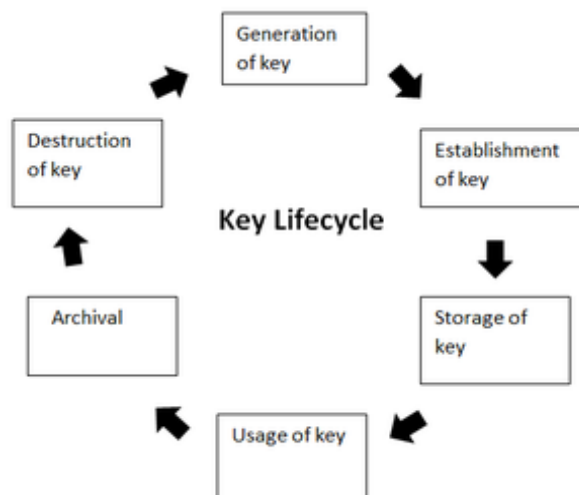 Generation
of key
Establishment
of key
Storage of
key
Usage of key
Archival
Destruction
of key
Key Lifecycle